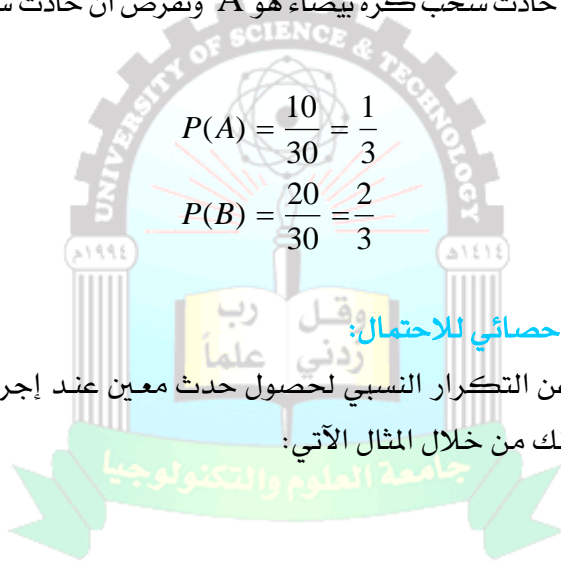 حادث سحب كرة بيضاء هو A ونفرض أن حادث
UNIVERSITY OF SCIENCE & TECHNOLOGY
P(A) = 10/30 = 1/3
P(B) = 20/30 = 2/3
١٩٩٤م
١٤١٤هـ
وقل رب
زدني علماً
حصائي للاحتمال:
التكرار النسبي لحصول حدث معين عند إجر
من خلال المثال الآتي:
جامعة العلوم والتكنولوجيا